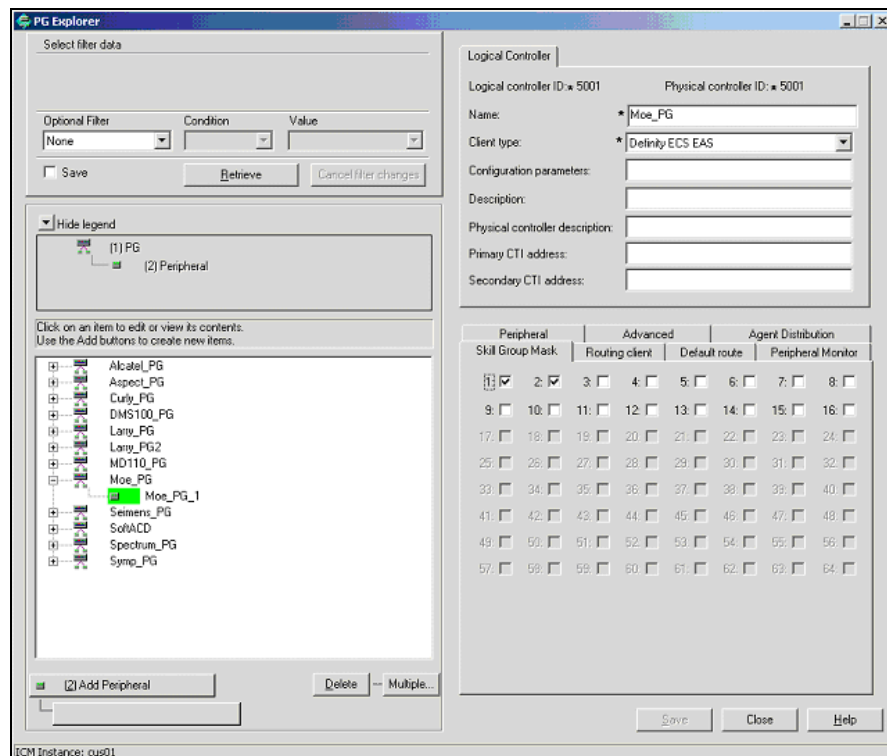 PG Explorer
Select filter data
Optional Filter Condition Value
None
Save Retrieve Cancel filter changes
Hide legend
(1) PG
(2) Peripheral
Click on an item to edit or view its contents.
Use the Add buttons to create new items.
Alcatel_PG
Aspect_PG
Curly_PG
DMS100_PG
Larry_PG
Larry_PG2
MD110_PG
Moe_PG
Moe_PG_1
Seimens_PG
SoftACD
Spectrum_PG
Symp_PG
(2) Add Peripheral Delete Multiple...
Logical Controller
Logical controller ID:* 5001 Physical controller ID:* 5001
Name: * Moe_PG
Client type: * Definity ECS EAS
Configuration parameters:
Description:
Physical controller description:
Primary CTI address:
Secondary CTI address:
Peripheral Advanced Agent Distribution
Skill Group Mask Routing client Default route Peripheral Monitor
1: 2: 3: 4: 5: 6: 7: 8:
9: 10: 11: 12: 13: 14: 15: 16:
17: 18: 19: 20: 21: 22: 23: 24:
25: 26: 27: 28: 29: 30: 31: 32:
33: 34: 35: 36: 37: 38: 39: 40:
41: 42: 43: 44: 45: 46: 47: 48:
49: 50: 51: 52: 53: 54: 55: 56:
57: 58: 59: 60: 61: 62: 63: 64:
Save Close Help
ICM Instance: cus01